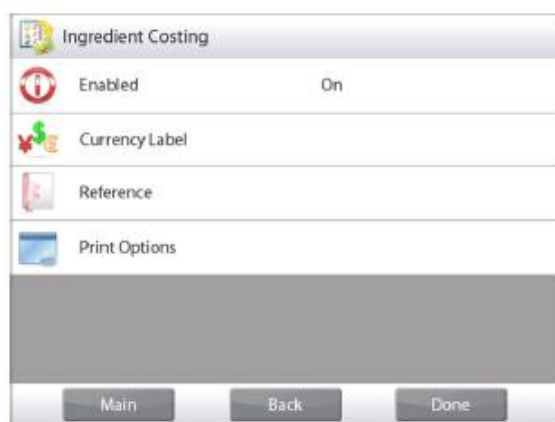 Ingredient Costing
Enabled On
Currency Label
Reference
Print Options
Main Back Done